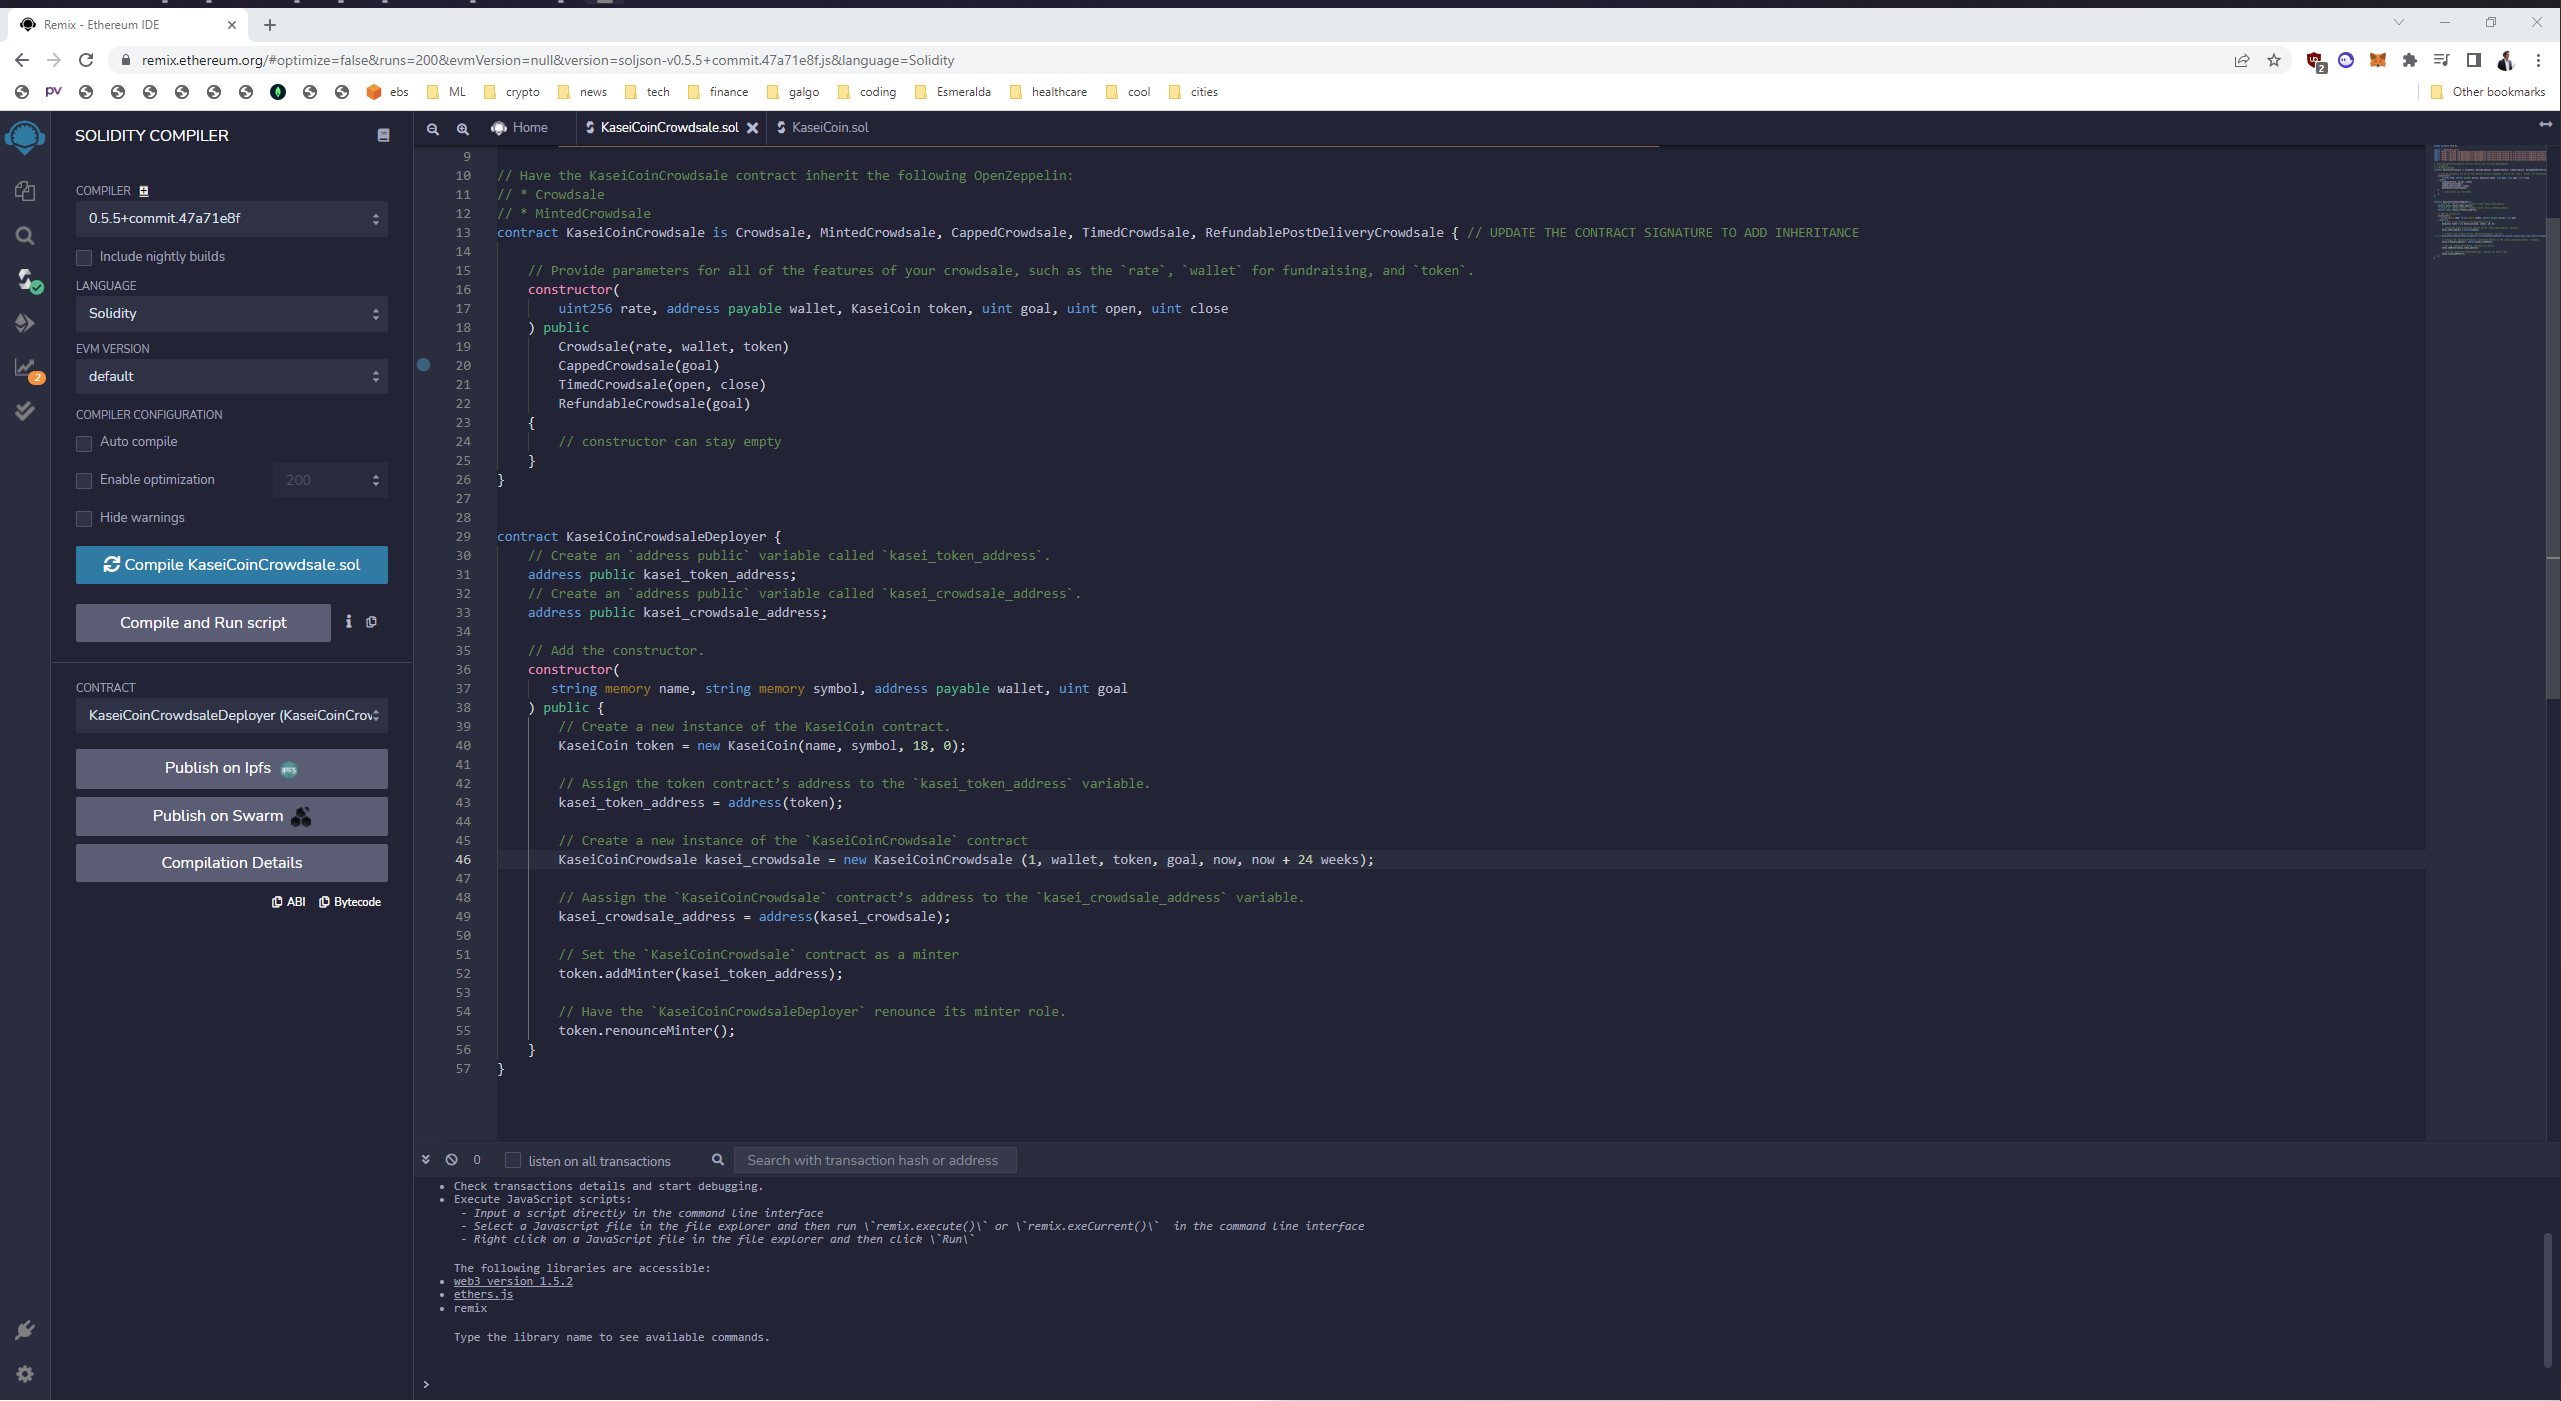 Remix - Ethereum IDE
remix.ethereum.org/#optimize=false&runs=200&evmVersion=null&version=soljson-v0.5.5+commit.47a71e8f.js&language=Solidity
2
pv
ebs
ML
crypto
news
tech
finance
galgo
coding
Esmeralda
healthcare
cool
cities
Other bookmarks
SOLIDITY COMPILER
COMPILER
0.5.5+commit.47a71e8f
Include nightly builds
LANGUAGE
Solidity
EVM VERSION
default
2
COMPILER CONFIGURATION
Auto compile
Enable optimization
200
Hide warnings
Compile KaseiCoinCrowdsale.sol
Compile and Run script
CONTRACT
KaseiCoinCrowdsaleDeployer (KaseiCoinCrow
Publish on Ipfs
IPFS
Publish on Swarm
Compilation Details
ABI
Bytecode
Home
KaseiCoinCrowdsale.sol
KaseiCoin.sol
9
10 // Have the KaseiCoinCrowdsale contract inherit the following OpenZeppelin:
11 // * Crowdsale
12 // * MintedCrowdsale
13 contract KaseiCoinCrowdsale is Crowdsale, MintedCrowdsale, CappedCrowdsale, TimedCrowdsale, RefundablePostDeliveryCrowdsale { // UPDATE THE CONTRACT SIGNATURE TO ADD INHERITANCE
14
15 // Provide parameters for all of the features of your crowdsale, such as the `rate`, `wallet` for fundraising, and `token`.
16 constructor(
17 uint256 rate, address payable wallet, KaseiCoin token, uint goal, uint open, uint close
18 ) public
19 Crowdsale(rate, wallet, token)
20 CappedCrowdsale(goal)
21 TimedCrowdsale(open, close)
22 RefundableCrowdsale(goal)
23 {
24 // constructor can stay empty
25 }
26 }
27
28
29 contract KaseiCoinCrowdsaleDeployer {
30 // Create an `address public` variable called `kasei_token_address`.
31 address public kasei_token_address;
32 // Create an `address public` variable called `kasei_crowdsale_address`.
33 address public kasei_crowdsale_address;
34
35 // Add the constructor.
36 constructor(
37 string memory name, string memory symbol, address payable wallet, uint goal
38 ) public {
39 // Create a new instance of the KaseiCoin contract.
40 KaseiCoin token = new KaseiCoin(name, symbol, 18, 0);
41
42 // Assign the token contract’s address to the `kasei_token_address` variable.
43 kasei_token_address = address(token);
44
45 // Create a new instance of the `KaseiCoinCrowdsale` contract
46 KaseiCoinCrowdsale kasei_crowdsale = new KaseiCoinCrowdsale (1, wallet, token, goal, now, now + 24 weeks);
47
48 // Aassign the `KaseiCoinCrowdsale` contract’s address to the `kasei_crowdsale_address` variable.
49 kasei_crowdsale_address = address(kasei_crowdsale);
50
51 // Set the `KaseiCoinCrowdsale` contract as a minter
52 token.addMinter(kasei_token_address);
53
54 // Have the `KaseiCoinCrowdsaleDeployer` renounce its minter role.
55 token.renounceMinter();
56 }
57 }
0
listen on all transactions
Search with transaction hash or address
• Check transactions details and start debugging.
• Execute JavaScript scripts:
- Input a script directly in the command line interface
- Select a Javascript file in the file explorer and then run \`remix.execute()\` or \`remix.exeCurrent()\` in the command line interface
- Right click on a JavaScript file in the file explorer and then click \`Run\`
The following libraries are accessible:
• web3 version 1.5.2
• ethers.js
• remix
Type the library name to see available commands.
>